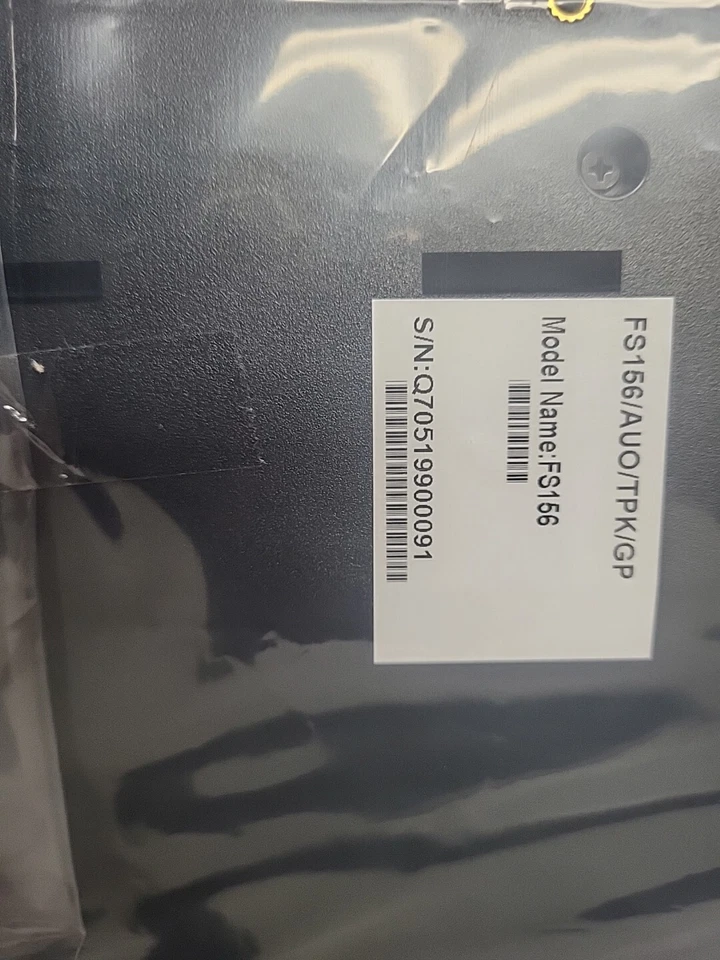 FS156/AUO/TPK/GP
Model Name:FS156
S/N:Q70519900091